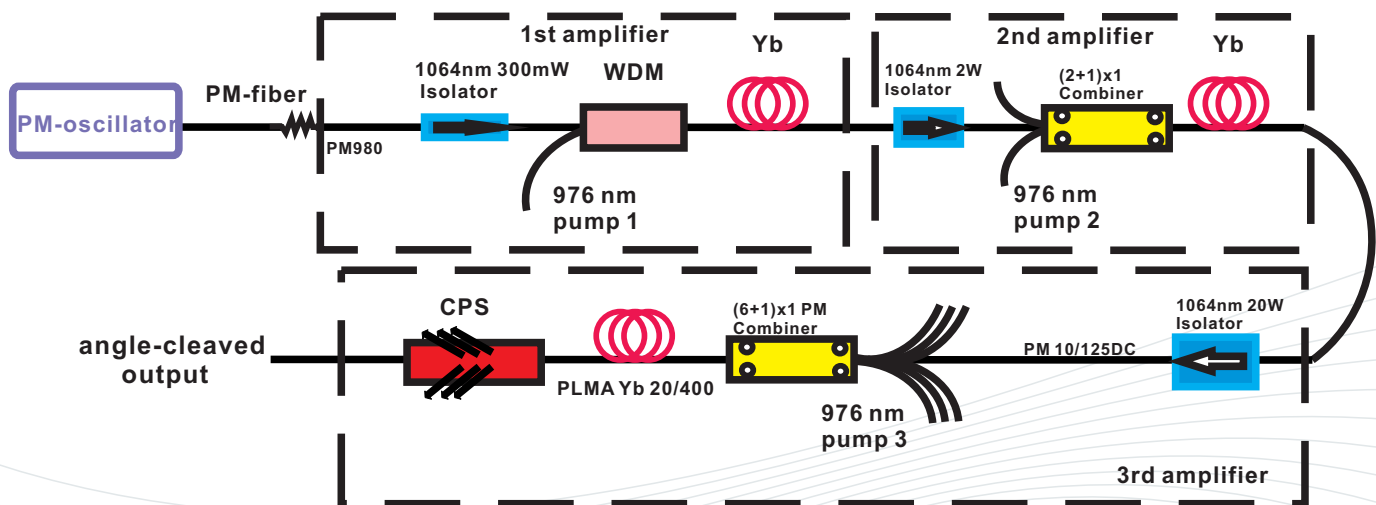 PM-oscillator
PM-fiber
PM980
1st amplifier
1064nm 300mW
Isolator
WDM
Yb
976 nm
pump 1
2nd amplifier
1064nm 2W
Isolator
(2+1)x1
Combiner
Yb
976 nm
pump 2
angle-cleaved
output
CPS
PLMA Yb 20/400
(6+1)x1 PM
Combiner
976 nm
pump 3
PM 10/125DC
1064nm 20W
Isolator
3rd amplifier